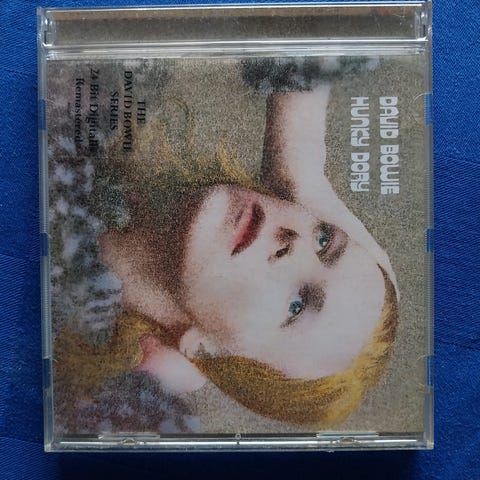 DAVID BOWIE
HUNKY DORY
THE
DAVID BOWIE
SERIES
24 Bit Digitally
Remastered